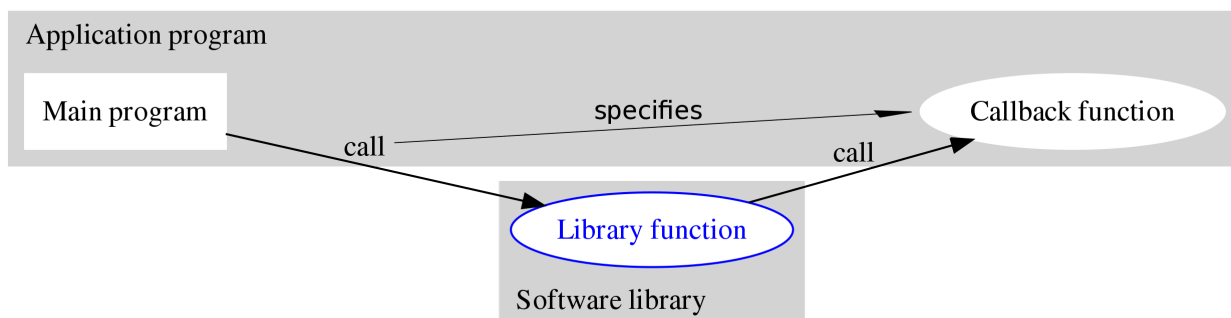 Application program
Main program
specifies
Callback function
call
call
Library function
Software library